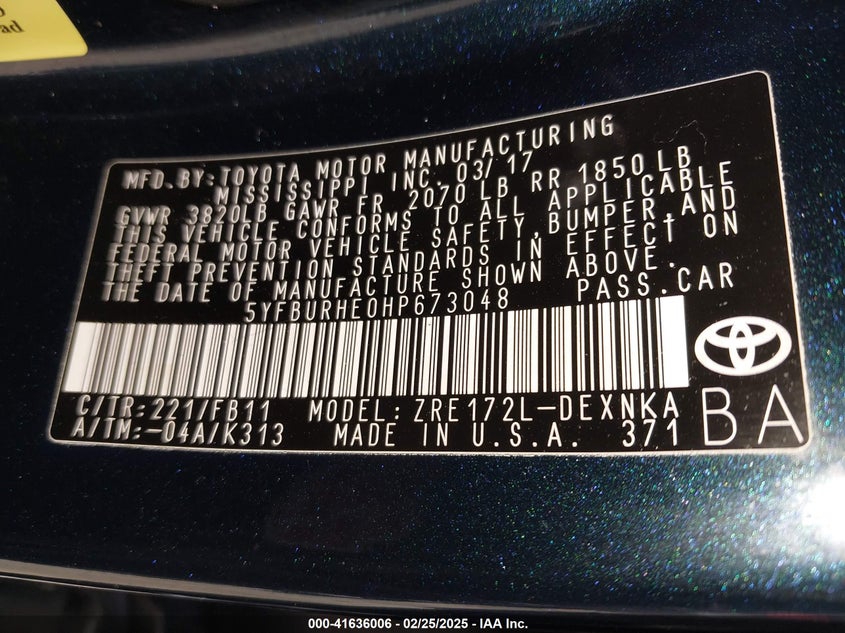 ad
MFD.BY:TOYOTA MOTOR MANUFACTURING
MISSISSIPPI INC. 03/17
GVWR 3820LB GAWR FR 2070 LB RR 1850 LB
THIS VEHICLE CONFORMS TO ALL APPLICABLE
FEDERAL MOTOR VEHICLE SAFETY,BUMPER,AND
THEFT PREVENTION STANDARDS IN EFFECT ON
THE DATE OF MANUFACTURE SHOWN ABOVE.
5YFBURHE0HP673048 PASS.CAR
C/TR:221/FB11 MODEL:ZRE172L-DEXNKA
A/TM:-04A/K313 MADE IN U.S.A. 371
BA
000-41636006 - 02/25/2025 - IAA Inc.